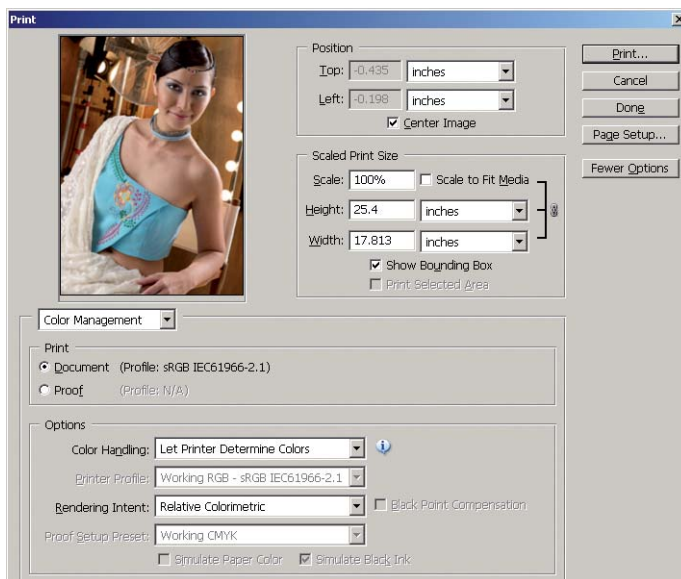 Print
Position
Top: -0.435 inches
Left: -0.198 inches
Center Image
Scaled Print Size
Scale: 100% Scale to Fit Media
Height: 25.4 inches
Width: 17.813 inches
Show Bounding Box
Print Selected Area
Print...
Cancel
Done
Page Setup...
Fewer Options
Color Management
Print
Document (Profile: sRGB IEC61966-2.1)
Proof (Profile: N/A)
Options
Color Handling: Let Printer Determine Colors
Printer Profile: Working RGB - sRGB IEC61966-2.1
Rendering Intent: Relative Colorimetric Black Point Compensation
Proof Setup Preset: Working CMYK
Simulate Paper Color Simulate Black Ink